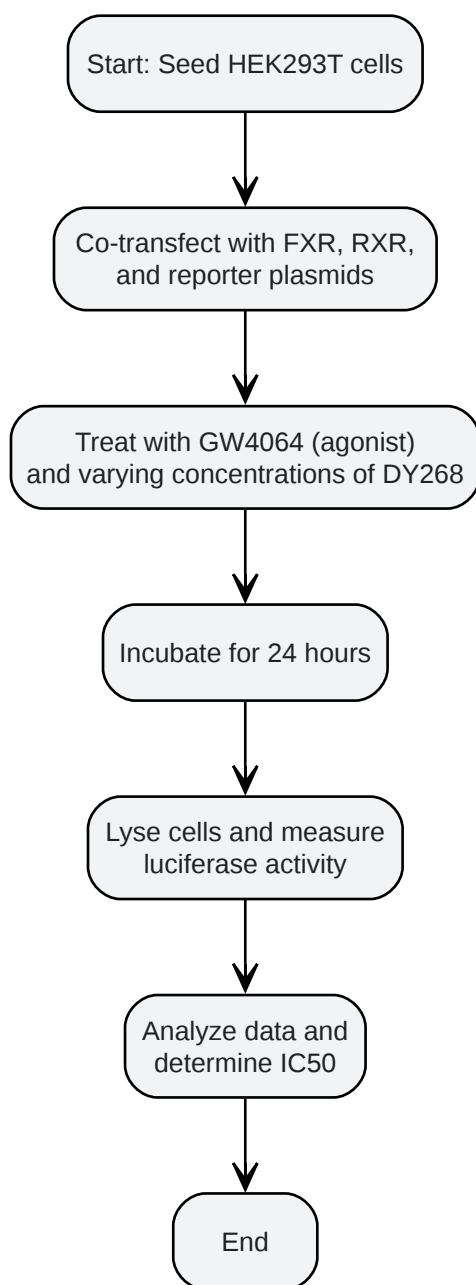 Start: Seed HEK293T cells
Co-transfect with FXR, RXR,
and reporter plasmids
Treat with GW4064 (agonist)
and varying concentrations of DY268
Incubate for 24 hours
Lyse cells and measure
luciferase activity
Analyze data and
determine IC50
End